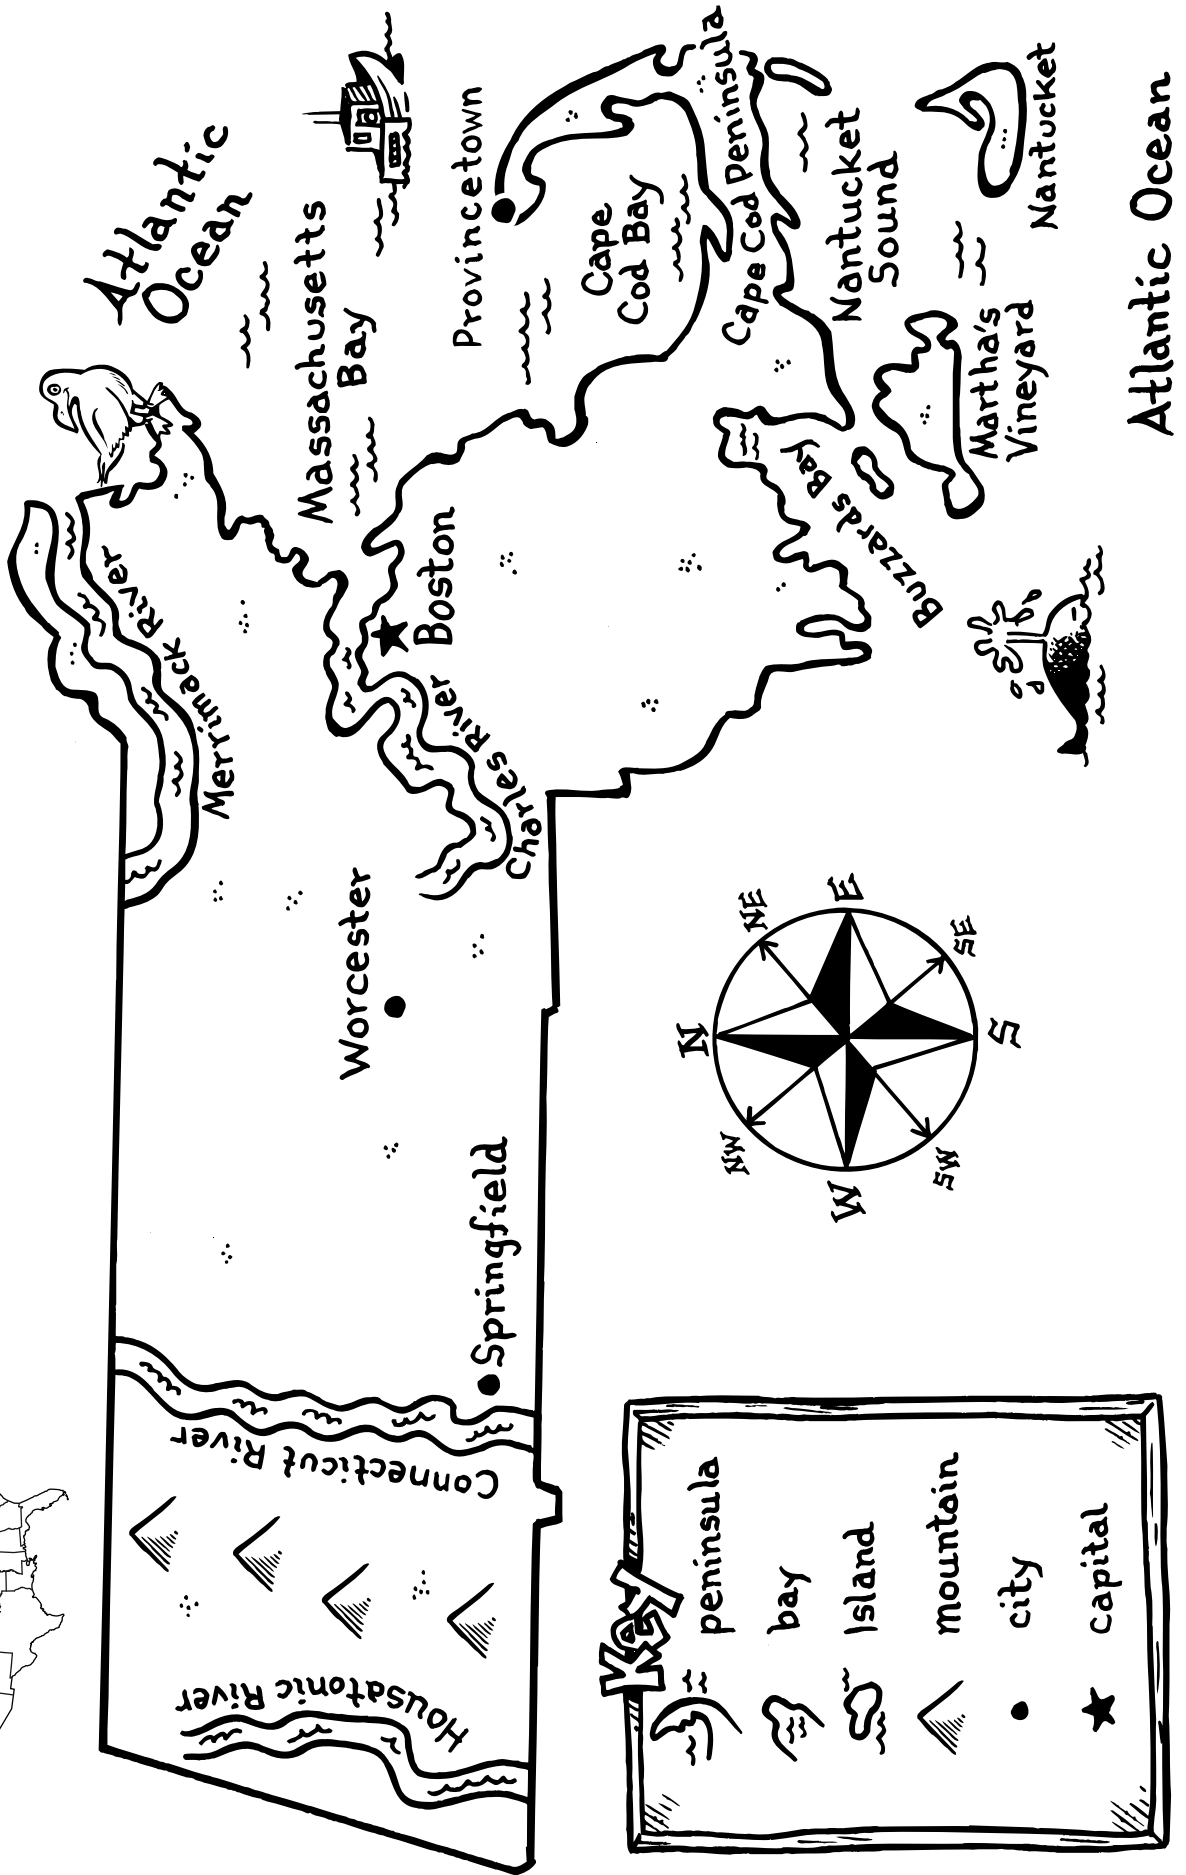 Atlantic
Ocean
Massachusetts
Bay
Provincetown
Cape
Cod Bay
Cape Cod Peninsula
Nantucket
Sound
Nantucket
Martha's
Vineyard
Atlantic Ocean
Buzzards Bay
Merrimack River
Boston
Charles River
Worcester
Springfield
Connecticut River
Housatonic River
N
NE
E
SE
S
SW
W
NW
Key
peninsula
bay
Island
mountain
city
capital